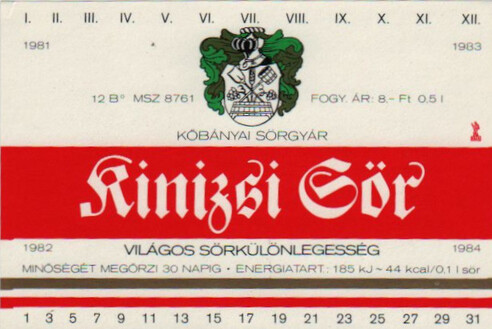 I. II. III. IV. V. VI. VII. VIII. IX. X. XI. XII.
1981 1983
12 B° MSZ 8761 FOGY. ÁR: 8,- Ft 0,5 l
KŐBÁNYAI SÖRGYÁR
Kinizsi Sör
1982 VILÁGOS SÖRKÜLÖNLEGESSÉG 1984
MINŐSÉGÉT MEGŐRZI 30 NAPIG • ENERGIATART.: 185 kJ ~ 44 kcal/0,1 l sör
1 3 5 7 9 11 13 15 17 19 21 23 25 27 29 31